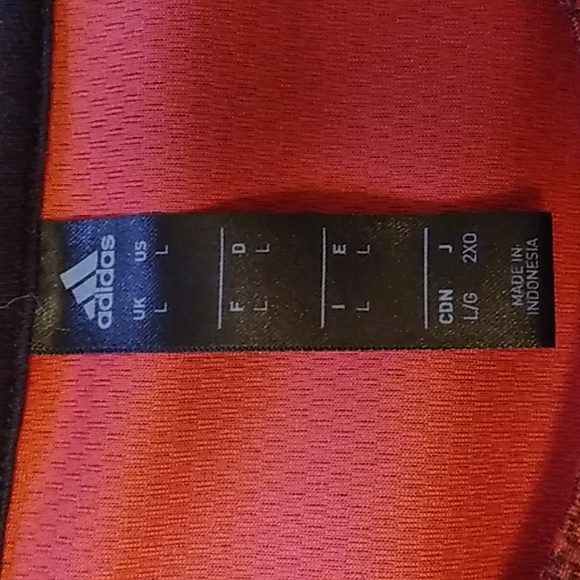 adidas
UK US
L L
F D
L L
I E
L L
CDN J
L/G 2XO
MADE IN
INDONESIA